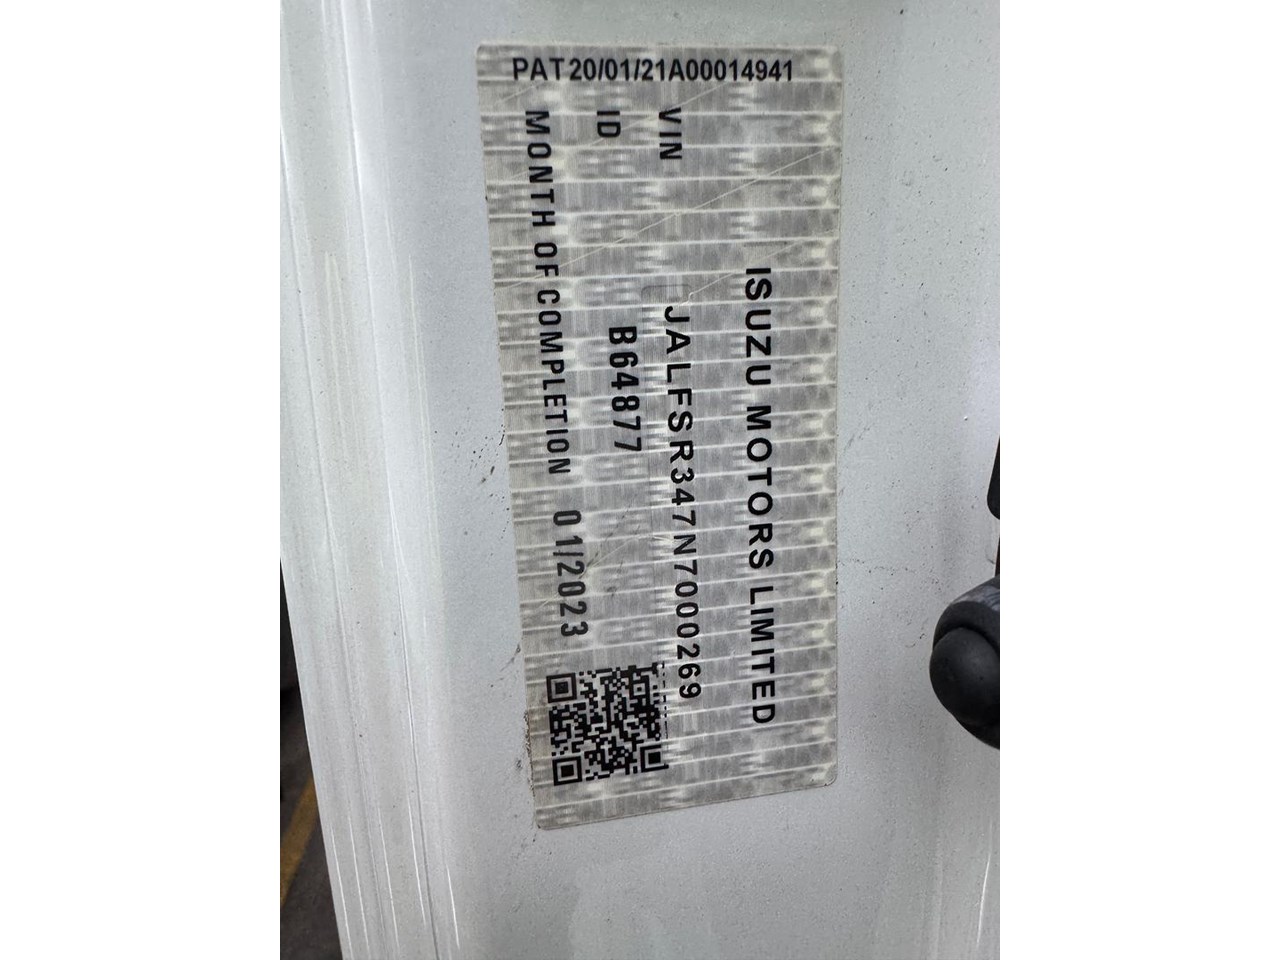 PAT20/01/21A00014941
ISUZU MOTORS LIMITED
VIN JALFSR347N7000269
ID B64877
MONTH OF COMPLETION 01/2023